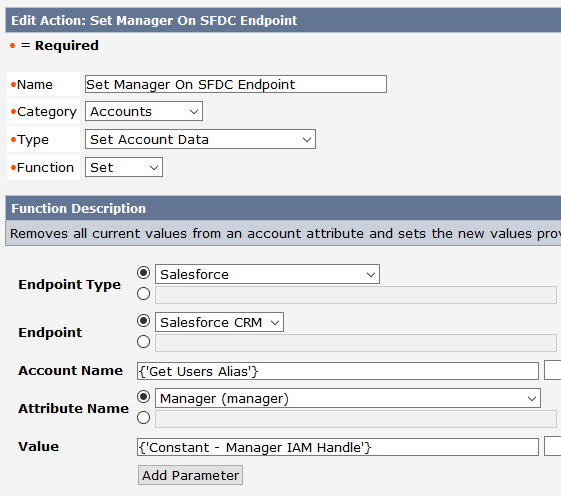 Edit Action: Set Manager On SFDC Endpoint
• = Required
•Name Set Manager On SFDC Endpoint
•Category Accounts
•Type Set Account Data
•Function Set
Function Description
Removes all current values from an account attribute and sets the new values
Endpoint Type Salesforce
Endpoint Salesforce CRM
Account Name {'Get Users Alias'}
Attribute Name Manager (manager)
Value {'Constant - Manager IAM Handle'}
Add Parameter